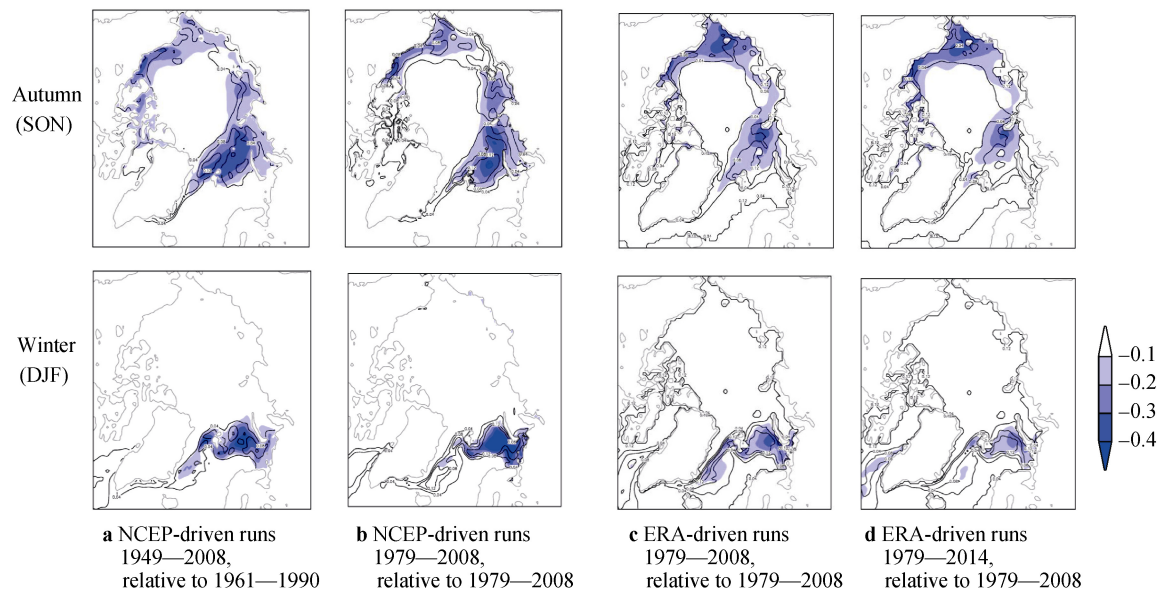 Autumn
(SON)
Winter
(DJF)
–0.1
–0.2
–0.3
–0.4
a NCEP-driven runs
1949—2008,
relative to 1961—1990
b NCEP-driven runs
1979—2008,
relative to 1979—2008
c ERA-driven runs
1979—2008,
relative to 1979—2008
d ERA-driven runs
1979—2014,
relative to 1979—2008